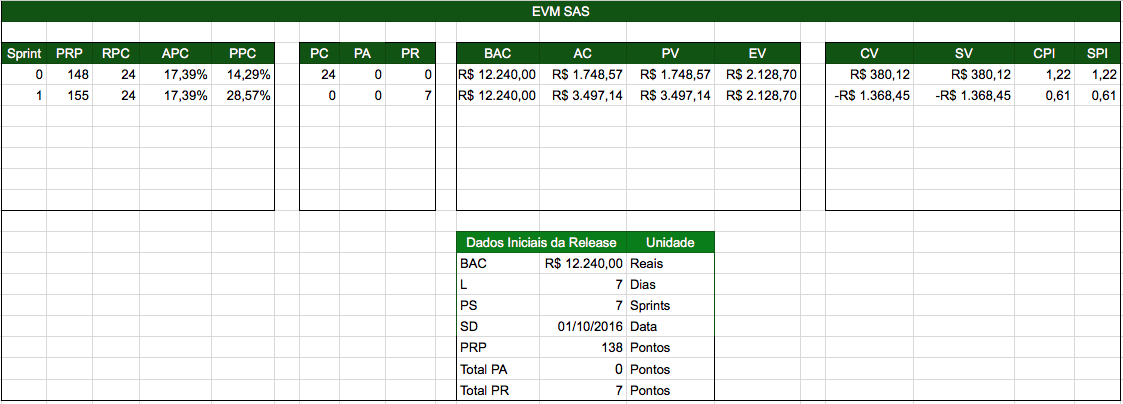 EVM SAS
Sprint PRP RPC APC PPC PC PA PR BAC AC PV EV CV SV CPI SPI
0 148 24 17,39% 14,29% 24 0 0 R$ 12.240,00 R$ 1.748,57 R$ 1.748,57 R$ 2.128,70 R$ 380,12 R$ 380,12 1,22 1,22
1 155 24 17,39% 28,57% 0 0 7 R$ 12.240,00 R$ 3.497,14 R$ 3.497,14 R$ 2.128,70 -R$ 1.368,45 -R$ 1.368,45 0,61 0,61
Dados Iniciais da Release Unidade
BAC R$ 12.240,00 Reais
L 7 Dias
PS 7 Sprints
SD 01/10/2016 Data
PRP 138 Pontos
Total PA 0 Pontos
Total PR 7 Pontos